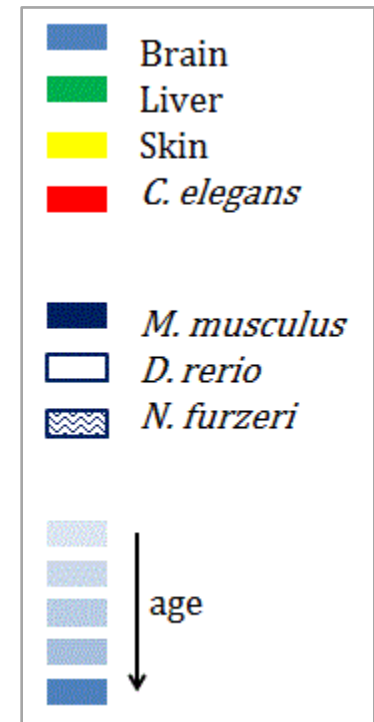 Brain
Liver
Skin
C. elegans
M. musculus
D. rerio
N. furzeri
age